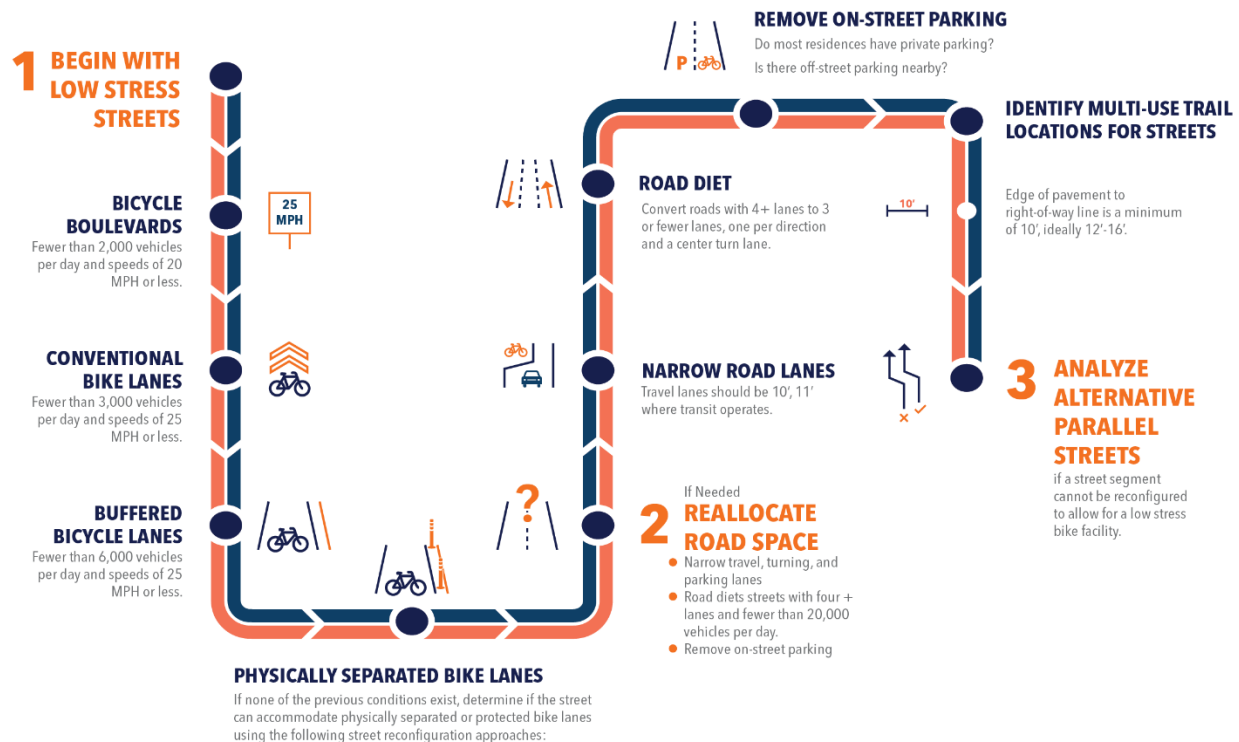 1 BEGIN WITH
LOW STRESS
STREETS
BICYCLE
BOULEVARDS
Fewer than 2,000 vehicles
per day and speeds of 20
MPH or less.
25
MPH
CONVENTIONAL
BIKE LANES
Fewer than 3,000 vehicles
per day and speeds of 25
MPH or less.
BUFFERED
BICYCLE LANES
Fewer than 6,000 vehicles
per day and speeds of 25
MPH or less.
PHYSICALLY SEPARATED BIKE LANES
If none of the previous conditions exist, determine if the street
can accommodate physically separated or protected bike lanes
using the following street reconfiguration approaches:
?
If Needed
2 REALLOCATE
ROAD SPACE
● Narrow travel, turning, and
parking lanes
● Road diets streets with four +
lanes and fewer than 20,000
vehicles per day.
● Remove on-street parking
NARROW ROAD LANES
Travel lanes should be 10’, 11’
where transit operates.
ROAD DIET
Convert roads with 4+ lanes to 3
or fewer lanes, one per direction
and a center turn lane.
P
REMOVE ON-STREET PARKING
Do most residences have private parking?
Is there off-street parking nearby?
IDENTIFY MULTI-USE TRAIL
LOCATIONS FOR STREETS
10’
Edge of pavement to
right-of-way line is a minimum
of 10’, ideally 12’-16’.
3 ANALYZE
ALTERNATIVE
PARALLEL
STREETS
if a street segment
cannot be reconfigured
to allow for a low stress
bike facility.